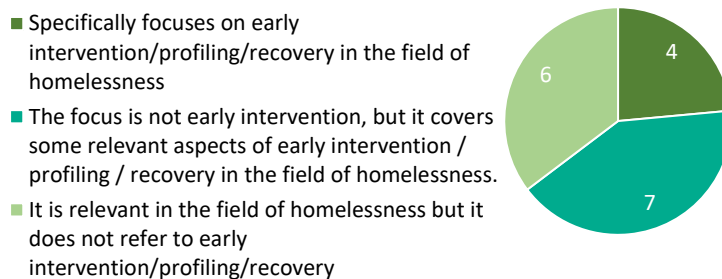 Specifically focuses on early
intervention/profiling/recovery in the field of
homelessness
The focus is not early intervention, but it covers
some relevant aspects of early intervention /
profiling / recovery in the field of homelessness.
It is relevant in the field of homelessness but it
does not refer to early
intervention/profiling/recovery
4
6
7